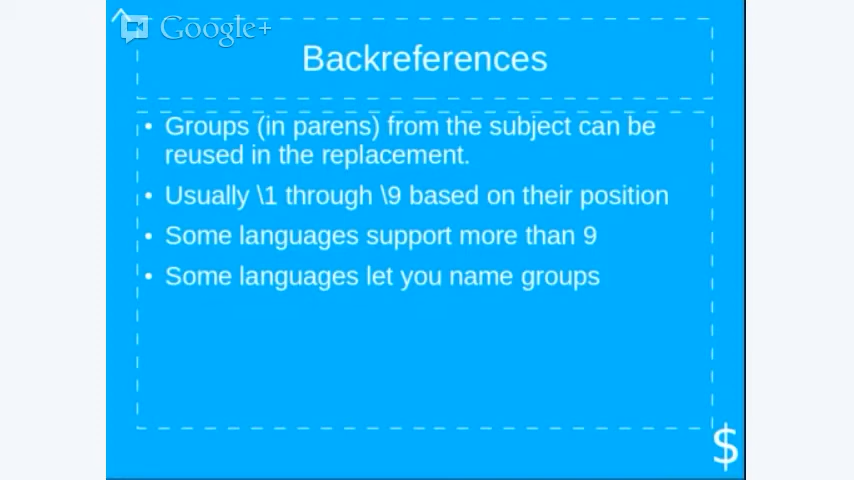 ^
Google+
Backreferences
• Groups (in parens) from the subject can be
reused in the replacement.
• Usually \1 through \9 based on their position
• Some languages support more than 9
• Some languages let you name groups
$